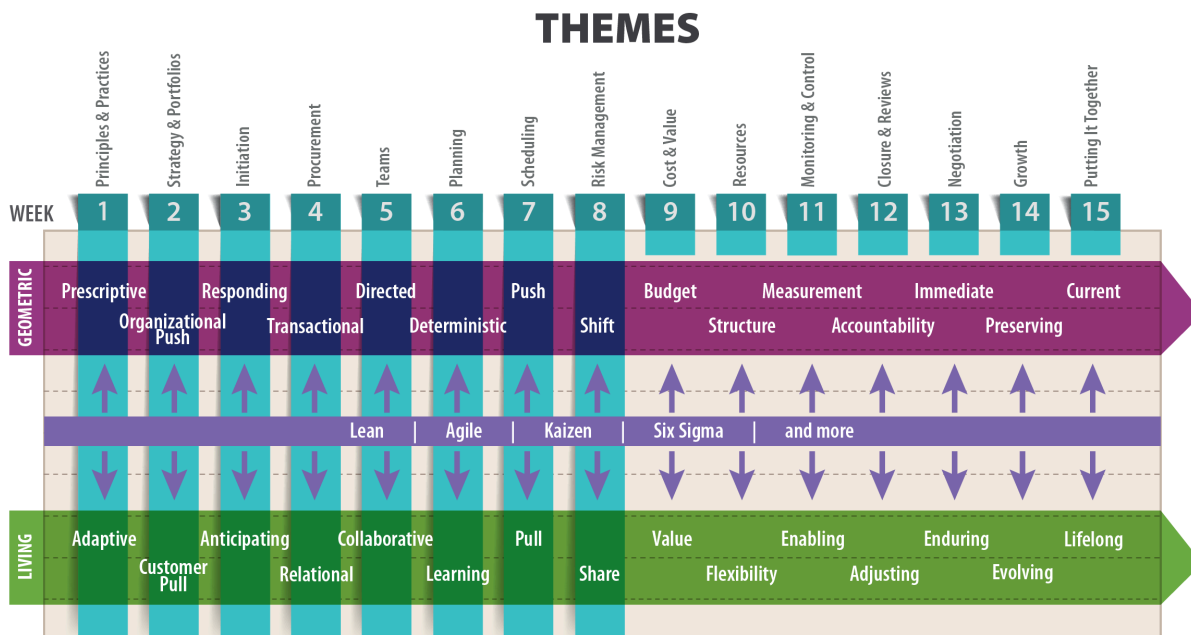 THEMES
Principles & Practices
Strategy & Portfolios
Initiation
Procurement
Teams
Planning
Scheduling
Risk Management
Cost & Value
Resources
Monitoring & Control
Closure & Reviews
Negotiation
Growth
Putting It Together
WEEK 1 2 3 4 5 6 7 8 9 10 11 12 13 14 15
GEOMETRIC
Prescriptive Responding Directed Push Budget Measurement Immediate Current
Organizational
Push
Transactional Deterministic Shift Structure Accountability Preserving
Lean | Agile | Kaizen | Six Sigma | and more
LIVING
Adaptive Anticipating Collaborative Pull Value Enabling Enduring Lifelong
Customer
Pull
Relational Learning Share Flexibility Adjusting Evolving